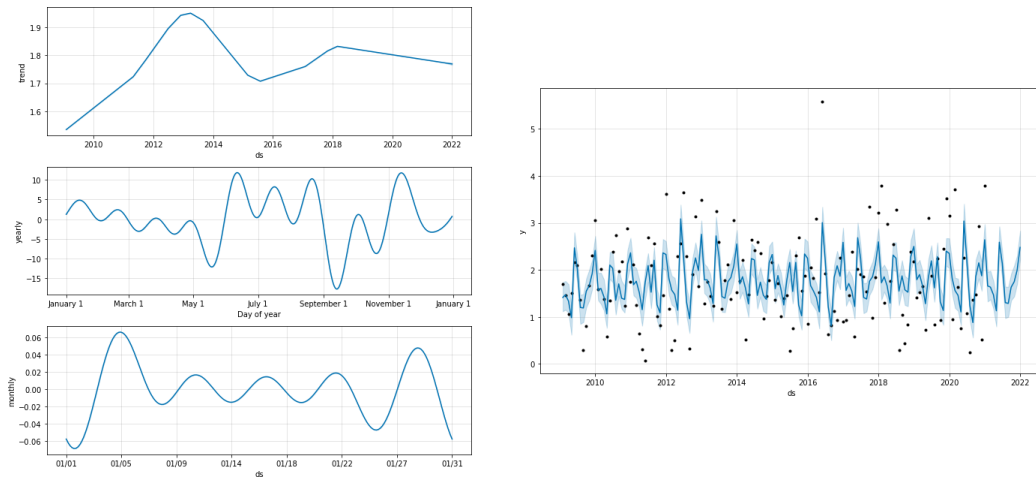 1.9
1.8
1.7
1.6
trend
2010 2012 2014 2016 2018 2020 2022
ds
10
5
0
−5
−10
−15
yearly
January 1 March 1 May 1 July 1 September 1 November 1 January 1
Day of year
0.06
0.04
0.02
0.00
−0.02
−0.04
−0.06
monthly
01/01 01/05 01/09 01/14 01/18 01/22 01/27 01/31
ds
5
4
3
2
1
0
y
2010 2012 2014 2016 2018 2020 2022
ds